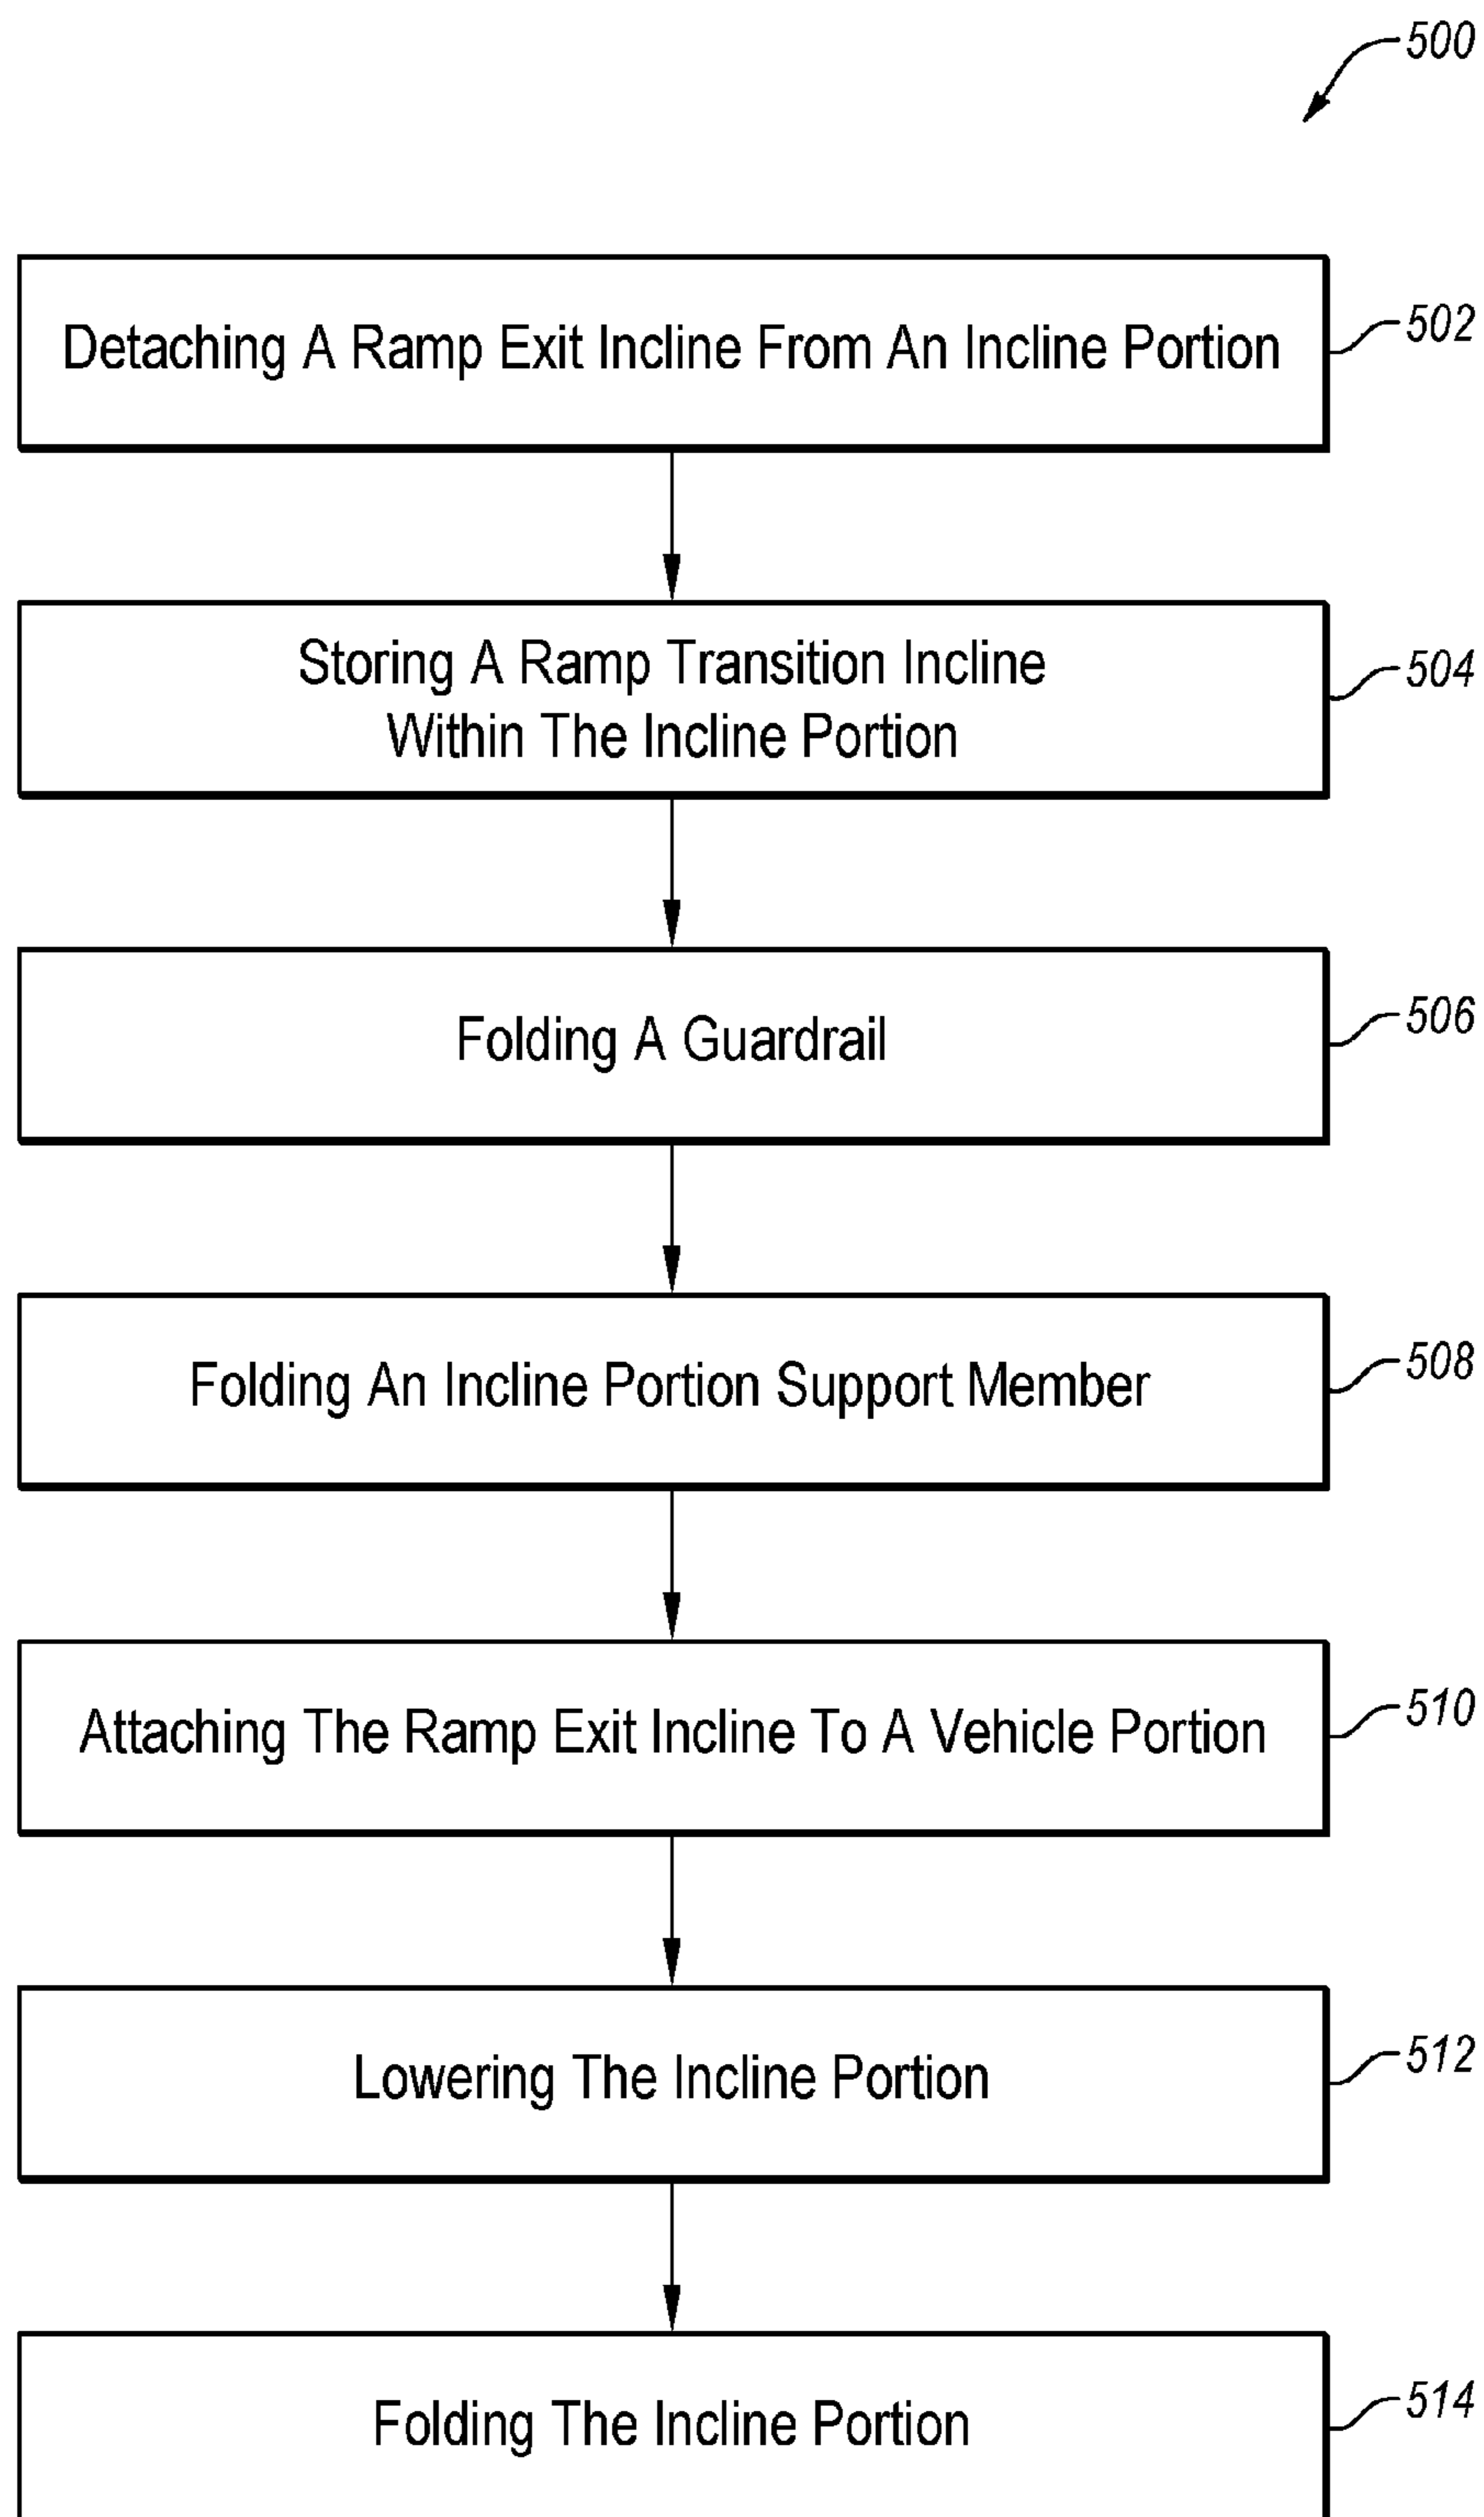 500
Detaching A Ramp Exit Incline From An Incline Portion
502
Storing A Ramp Transition Incline
Within The Incline Portion
504
Folding A Guardrail
506
Folding An Incline Portion Support Member
508
Attaching The Ramp Exit Incline To A Vehicle Portion
510
Lowering The Incline Portion
512
Folding The Incline Portion
514